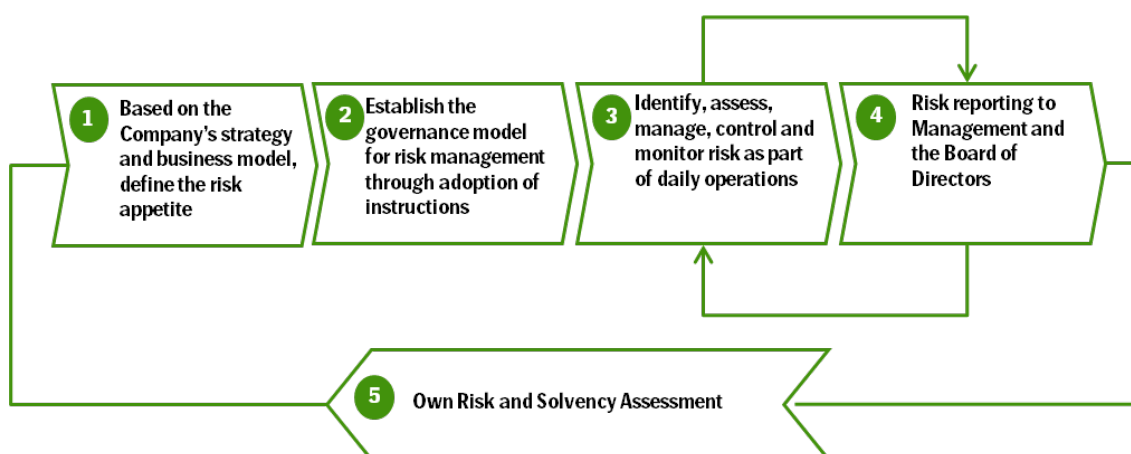 1
Based on the
Company's strategy
and business model,
define the risk
appetite
2
Establish the
governance model
for risk management
through adoption of
instructions
3
Identify, assess,
manage, control and
monitor risk as part
of daily operations
4
Risk reporting to
Management and
the Board of
Directors
5
Own Risk and Solvency Assessment